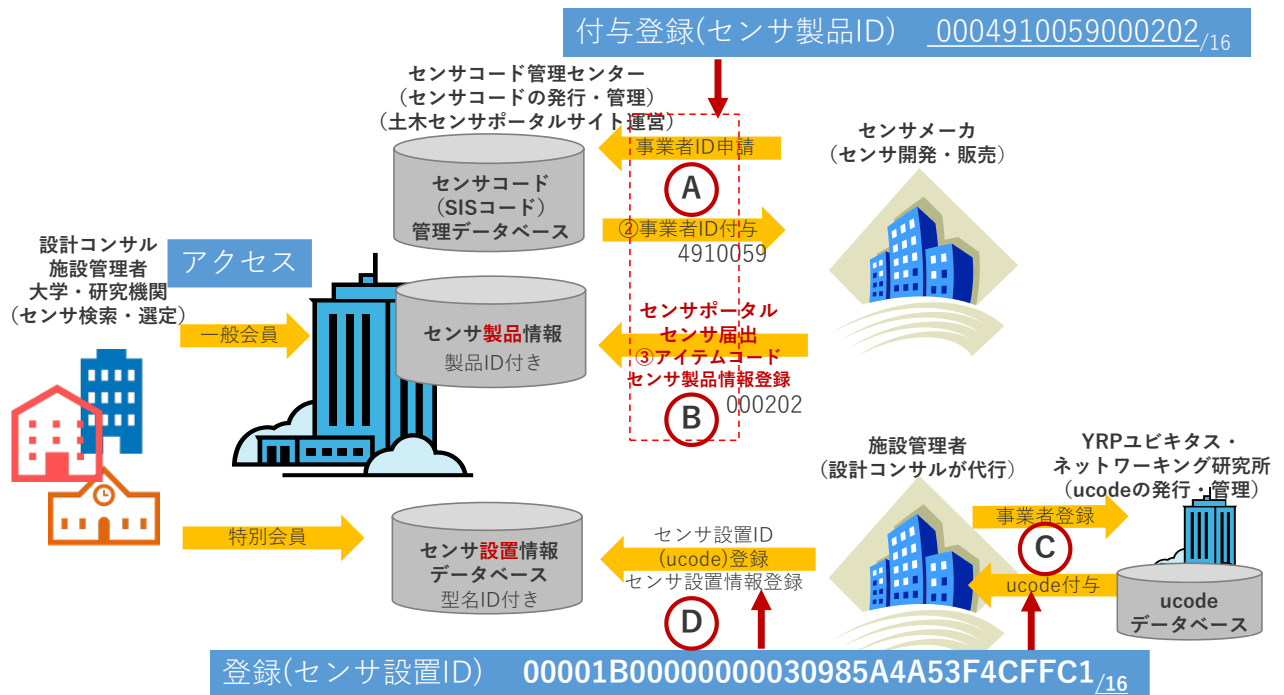 付与登録(センサ製品ID) 0004910059000202/16
センサコード管理センター
(センサコードの発行・管理)
(土木センサポータルサイト運営)
センサコード
(SISコード)
管理データベース
事業者ID申請
A
②事業者ID付与
4910059
センサメーカ
(センサ開発・販売)
設計コンサル
施設管理者
大学・研究機関
(センサ検索・選定)
アクセス
一般会員
センサ製品情報
製品ID付き
センサポータル
センサ届出
③アイテムコード
センサ製品情報登録
000202
B
特別会員
センサ設置情報
データベース
型名ID付き
センサ設置ID
(ucode)登録
センサ設置情報登録
D
施設管理者
(設計コンサルが代行)
YRPユビキタス・
ネットワーキング研究所
(ucodeの発行・管理)
事業者登録
C
ucode付与
ucode
データベース
登録(センサ設置ID) 00001B00000000030985A4A53F4CFFC1/16